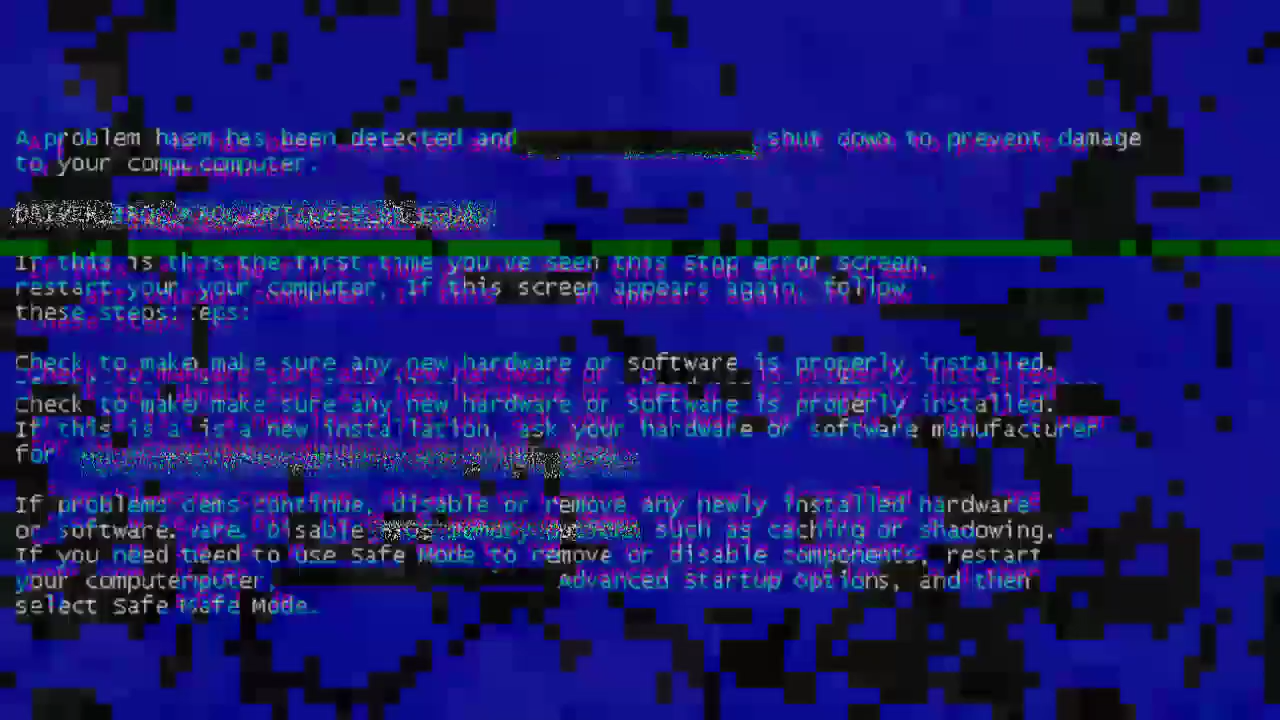 A problem hasem has been detected and shut down to prevent damage
to your compu computer.
If this is this the first time you've seen this Stop error screen,
restart your your computer. If this screen appears again, follow
these steps: eps:
Check to make make sure any new hardware or software is properly installed.
Check to make make sure any new hardware or software is properly installed.
If this is a is a new installation, ask your hardware or software manufacturer
for
If problems dems continue, disable or remove any newly installed hardware
or software. ware. Disable such as caching or shadowing.
If you need need to use Safe Mode to remove or disable components, restart
your computerputer, Advanced Startup Options, and then
select Safe Safe Mode.